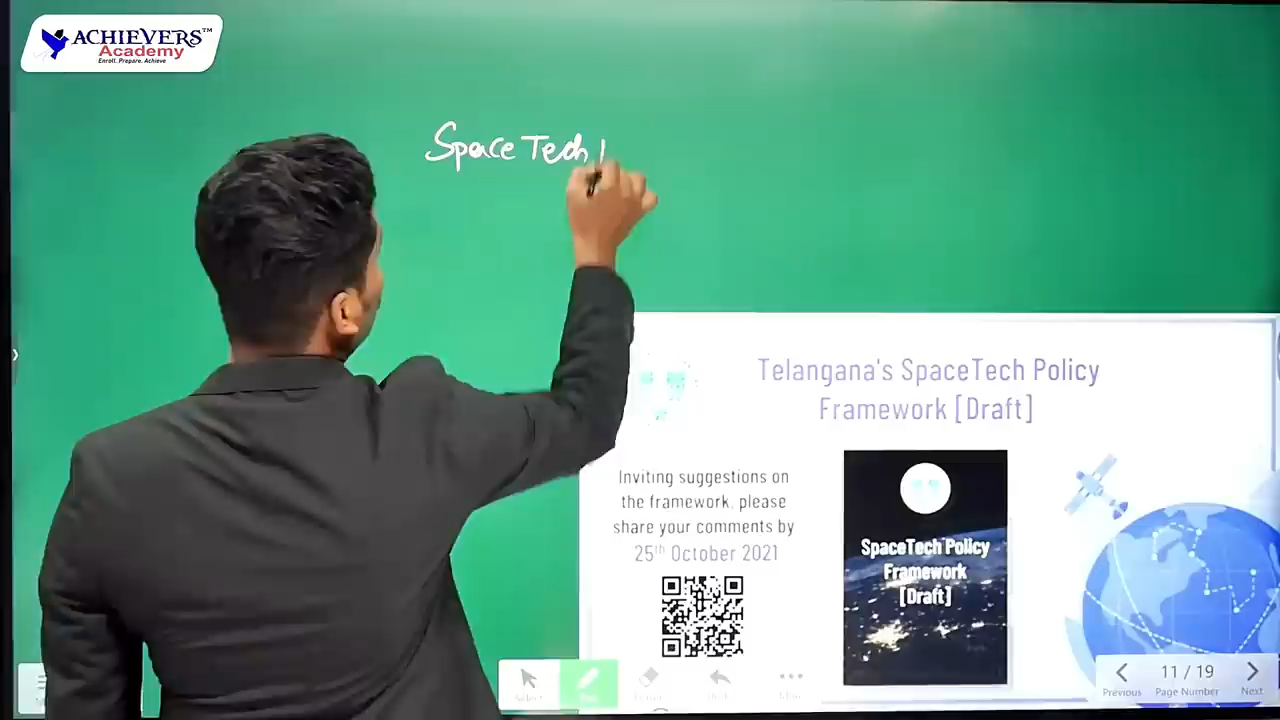 ACHIEVERS™
Academy
Enroll. Prepare. Achieve
Space Tech
Telangana's SpaceTech Policy
Framework [Draft]
Inviting suggestions on
the framework, please
share your comments by
25th October 2021
SpaceTech Policy
Framework
[Draft]
Select
11 / 19
Previous Page Number Next